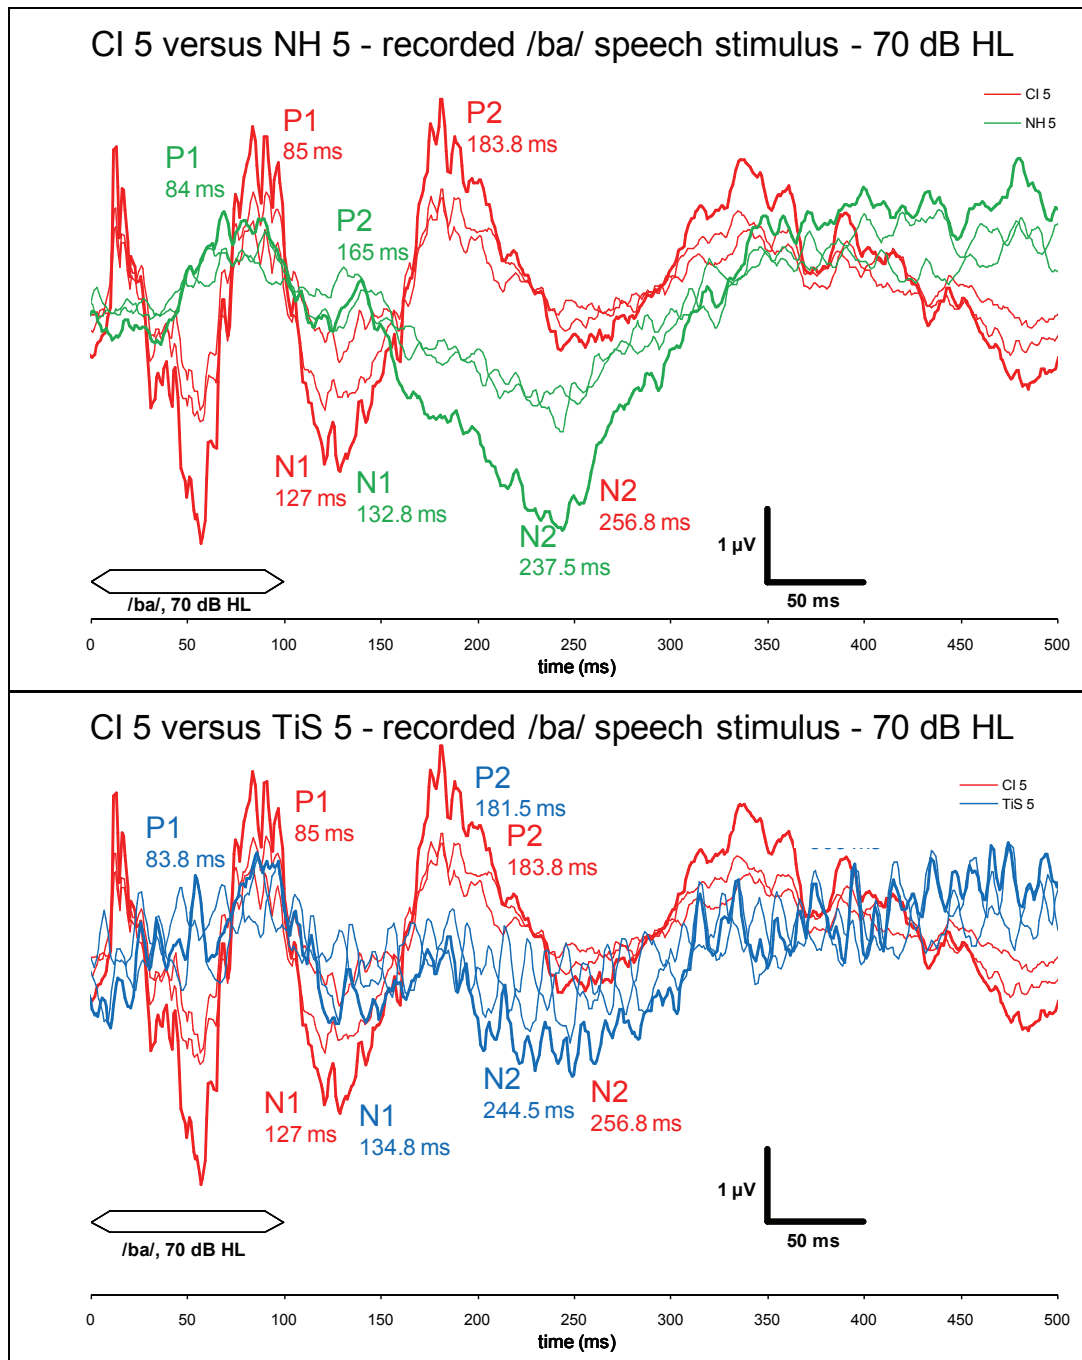 CI 5 versus NH 5 - recorded /ba/ speech stimulus - 70 dB HL
CI 5
NH 5
P1
85 ms
P2
183.8 ms
P1
84 ms
P2
165 ms
N1
127 ms
N1
132.8 ms
N2
256.8 ms
N2
237.5 ms
1 µV
50 ms
/ba/, 70 dB HL
0 50 100 150 200 250 300 350 400 450 500
time (ms)
CI 5 versus TiS 5 - recorded /ba/ speech stimulus - 70 dB HL
CI 5
TiS 5
P2
181.5 ms
P1
85 ms
P1
83.8 ms
P2
183.8 ms
N2
244.5 ms
N2
256.8 ms
N1
127 ms
N1
134.8 ms
1 µV
50 ms
/ba/, 70 dB HL
0 50 100 150 200 250 300 350 400 450 500
time (ms)